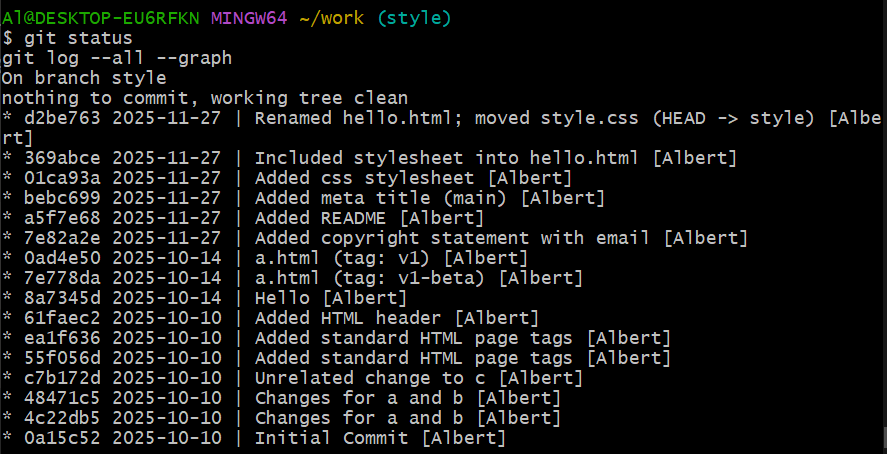 Al@DESKTOP-EU6RFKN MINGW64 ~/work (style)
$ git status
git log --all --graph
On branch style
nothing to commit, working tree clean
* d2be763 2025-11-27 | Renamed hello.html; moved style.css (HEAD -> style) [Albe
rt]
* 369abce 2025-11-27 | Included stylesheet into hello.html [Albert]
* 01ca93a 2025-11-27 | Added css stylesheet [Albert]
* bebc699 2025-11-27 | Added meta title (main) [Albert]
* a5f7e68 2025-11-27 | Added README [Albert]
* 7e82a2e 2025-11-27 | Added copyright statement with email [Albert]
* 0ad4e50 2025-10-14 | a.html (tag: v1) [Albert]
* 7e778da 2025-10-14 | a.html (tag: v1-beta) [Albert]
* 8a7345d 2025-10-14 | Hello [Albert]
* 61faec2 2025-10-10 | Added HTML header [Albert]
* ea1f636 2025-10-10 | Added standard HTML page tags [Albert]
* 55f056d 2025-10-10 | Added standard HTML page tags [Albert]
* c7b172d 2025-10-10 | Unrelated change to c [Albert]
* 48471c5 2025-10-10 | Changes for a and b [Albert]
* 4c22db5 2025-10-10 | Changes for a and b [Albert]
* 0a15c52 2025-10-10 | Initial Commit [Albert]